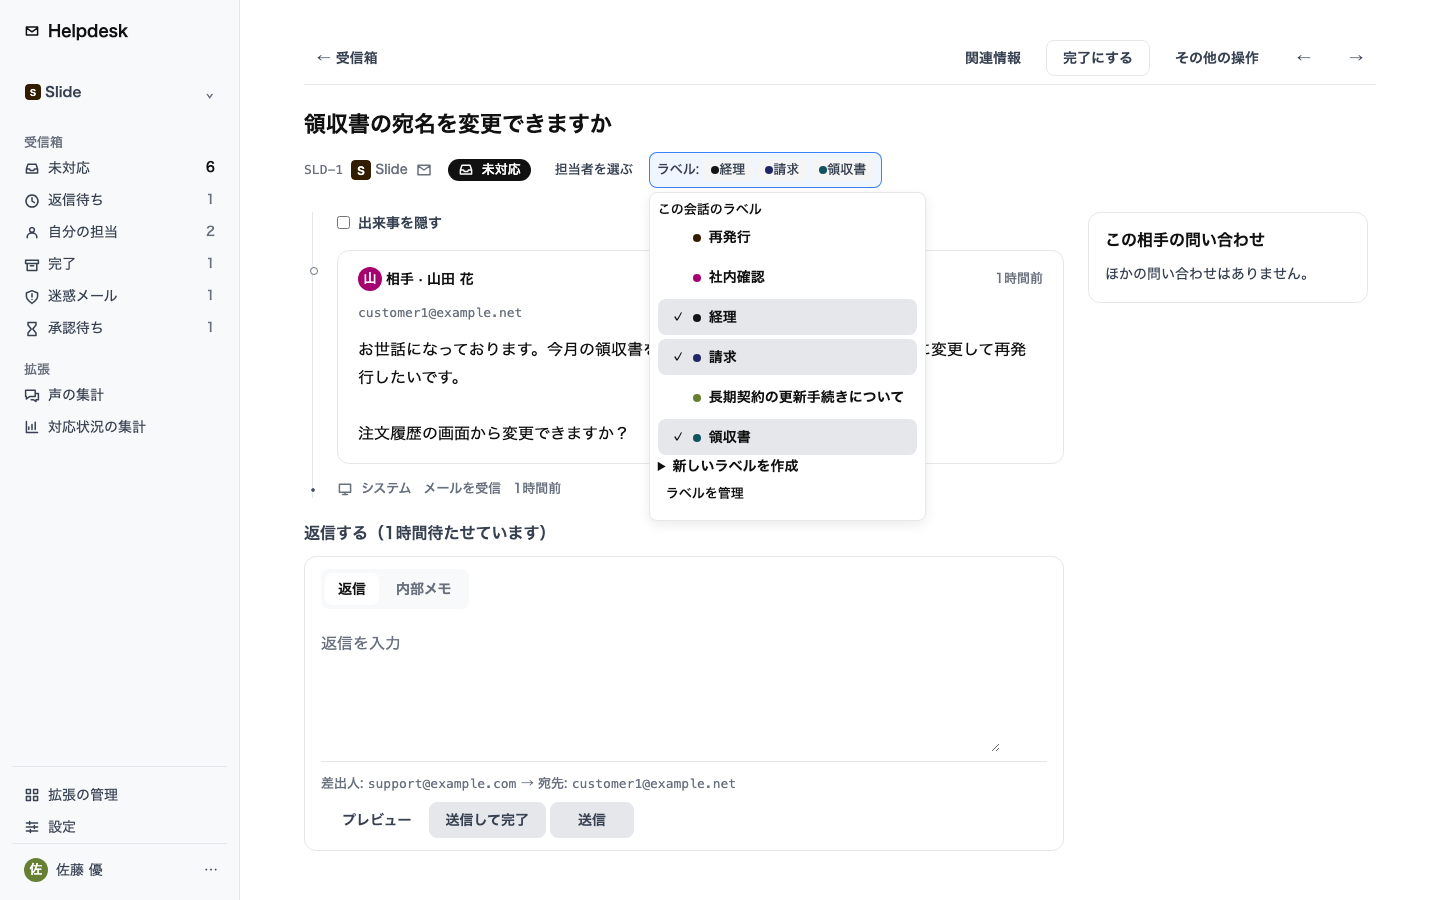 Helpdesk
S Slide
受信箱
未対応 6
返信待ち 1
自分の担当 2
完了 1
迷惑メール 1
承認待ち 1
拡張
声の集計
対応状況の集計
拡張の管理
設定
佐 佐藤 優 …
← 受信箱
関連情報 完了にする その他の操作 ← →
領収書の宛名を変更できますか
SLD-1 S Slide 未対応 担当者を選ぶ ラベル: 経理 請求 領収書
出来事を隠す
山 相手 · 山田 花 1時間前
customer1@example.net
お世話になっております。今月の領収書を
に変更して再発
行したいです。
注文履歴の画面から変更できますか？
システム メールを受信 1時間前
この会話のラベル
再発行
社内確認
✓ 経理
✓ 請求
長期契約の更新手続きについて
✓ 領収書
▶ 新しいラベルを作成
ラベルを管理
この相手の問い合わせ
ほかの問い合わせはありません。
返信する（1時間待たせています）
返信 内部メモ
返信を入力
差出人: support@example.com → 宛先: customer1@example.net
プレビュー 送信して完了 送信